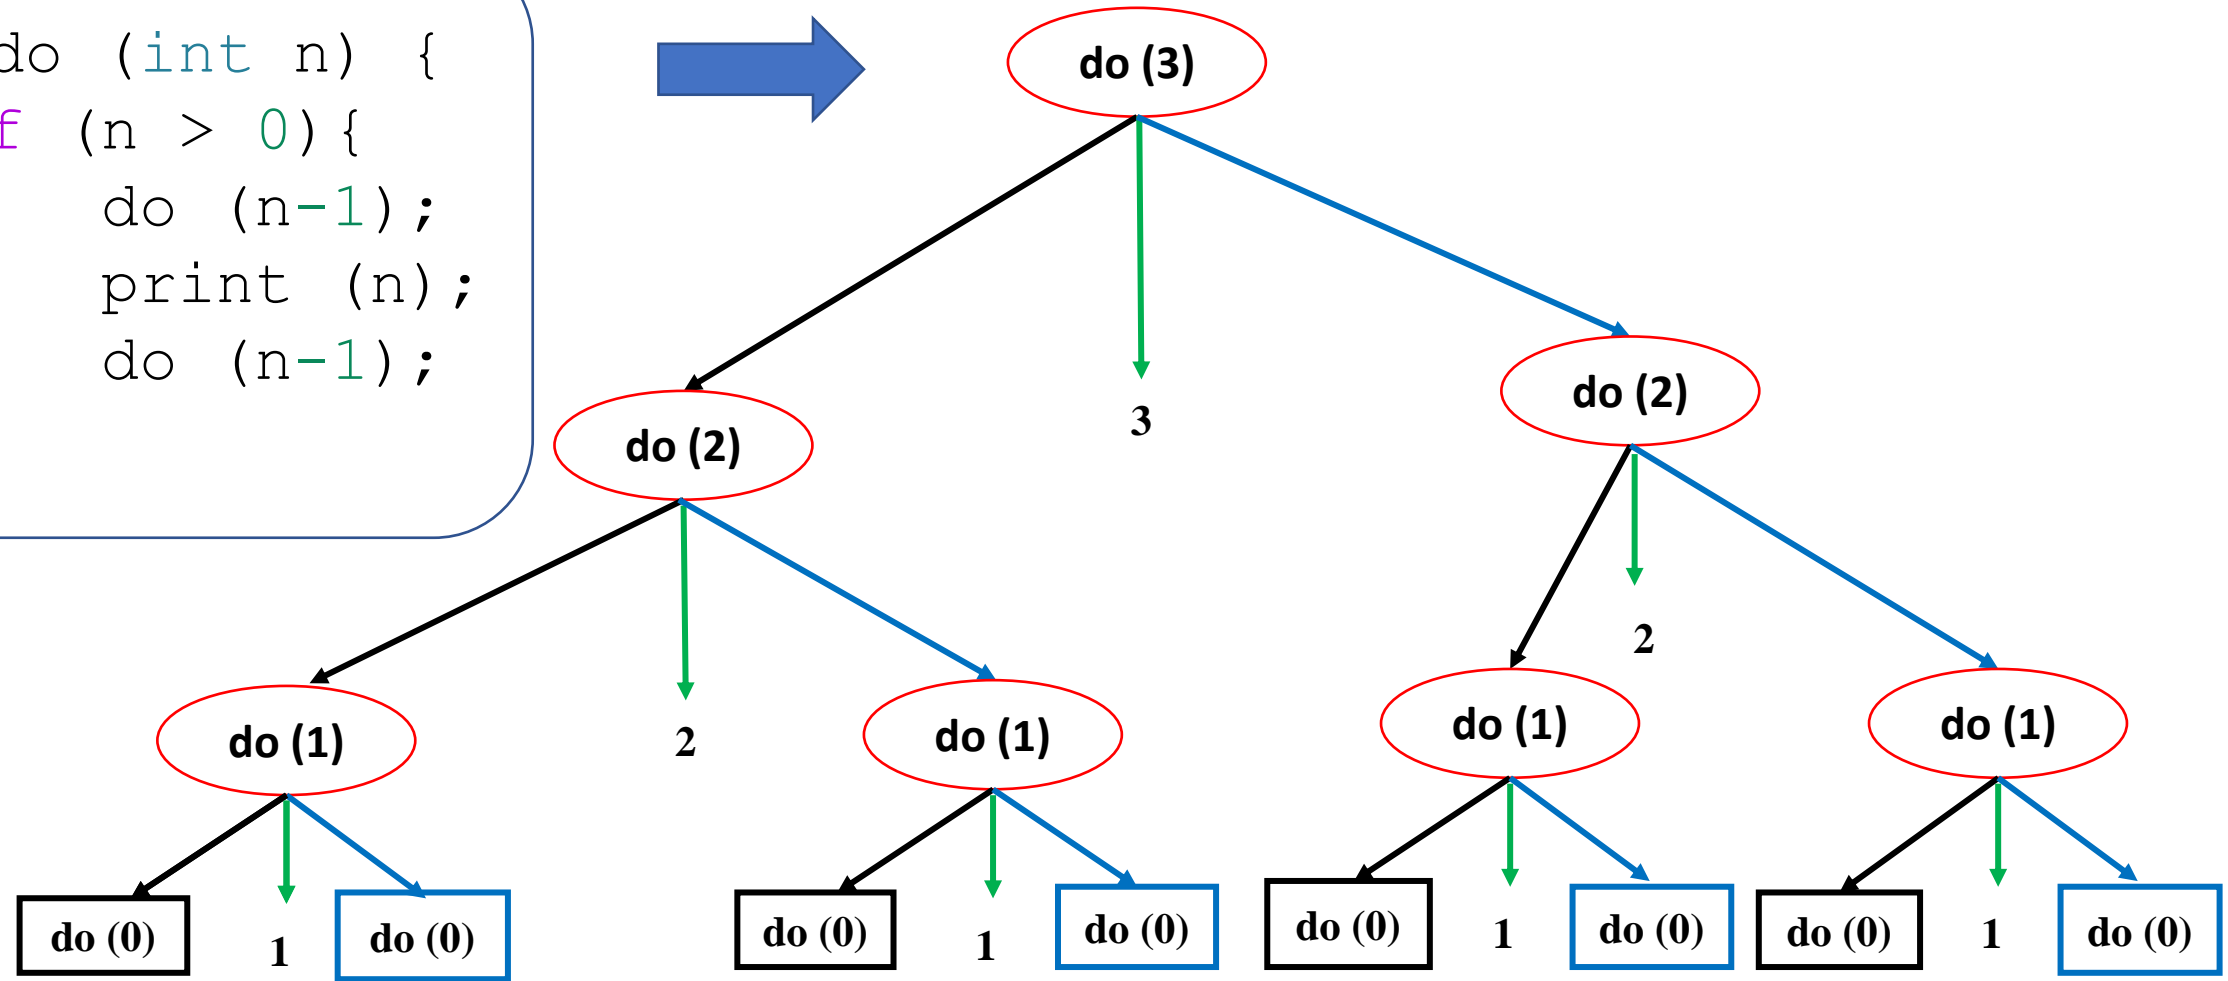 do (int n) {
f (n > 0){
do (n-1);
print (n);
do (n-1);
do (3)
3
do (2)
do (2)
2
2
do (1)
do (1)
do (1)
do (1)
do (0)
1
do (0)
do (0)
1
do (0)
do (0)
1
do (0)
do (0)
1
do (0)